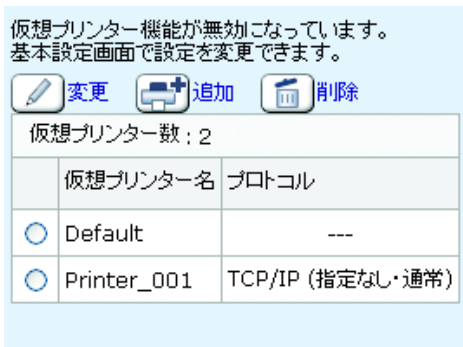 仮想プリンター機能が無効になっています。
基本設定画面で設定を変更できます。
変更 追加 削除
仮想プリンター数 : 2
仮想プリンター名 プロトコル
Default ---
Printer_001 TCP/IP (指定なし・通常)